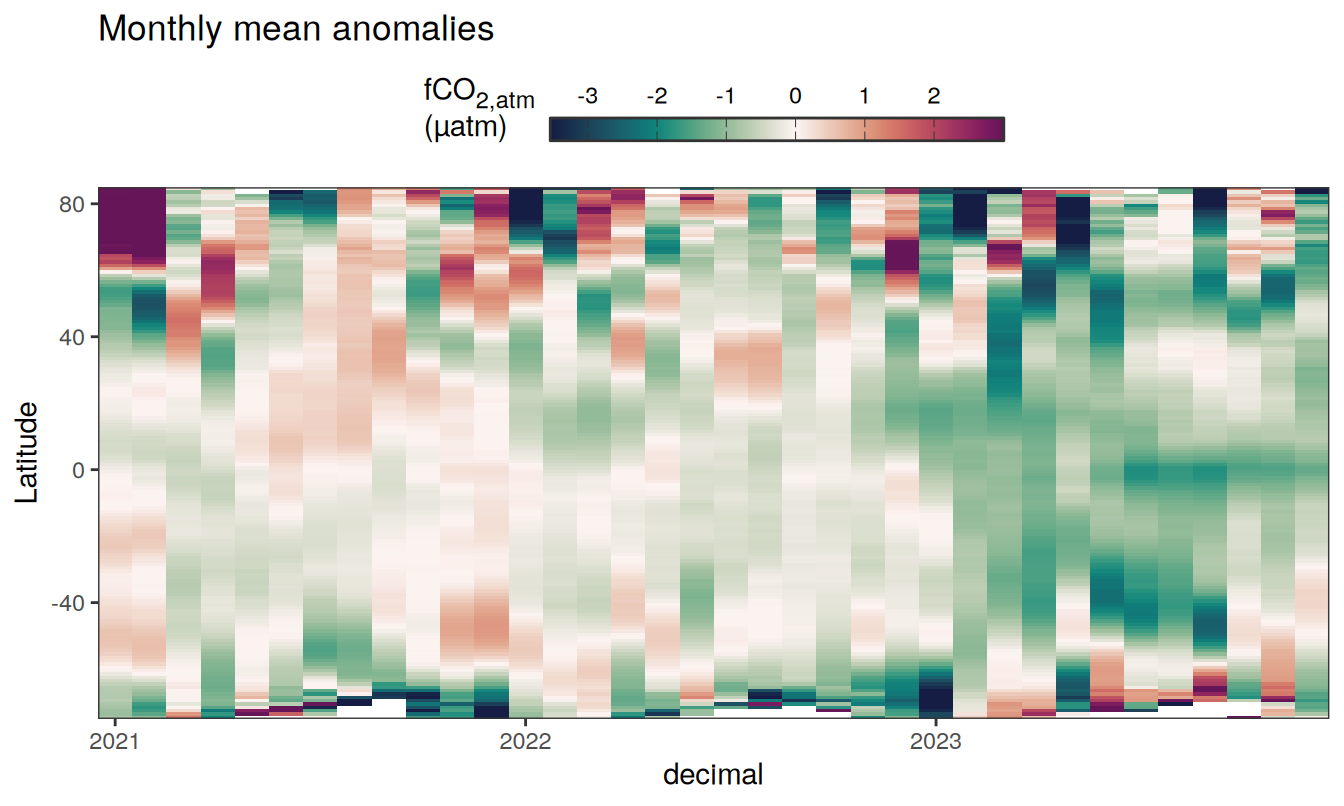 Monthly mean anomalies
fCO2,atm
(µatm)
-3 -2 -1 0 1 2
80
40
0
-40
Latitude
2021 2022 2023
decimal